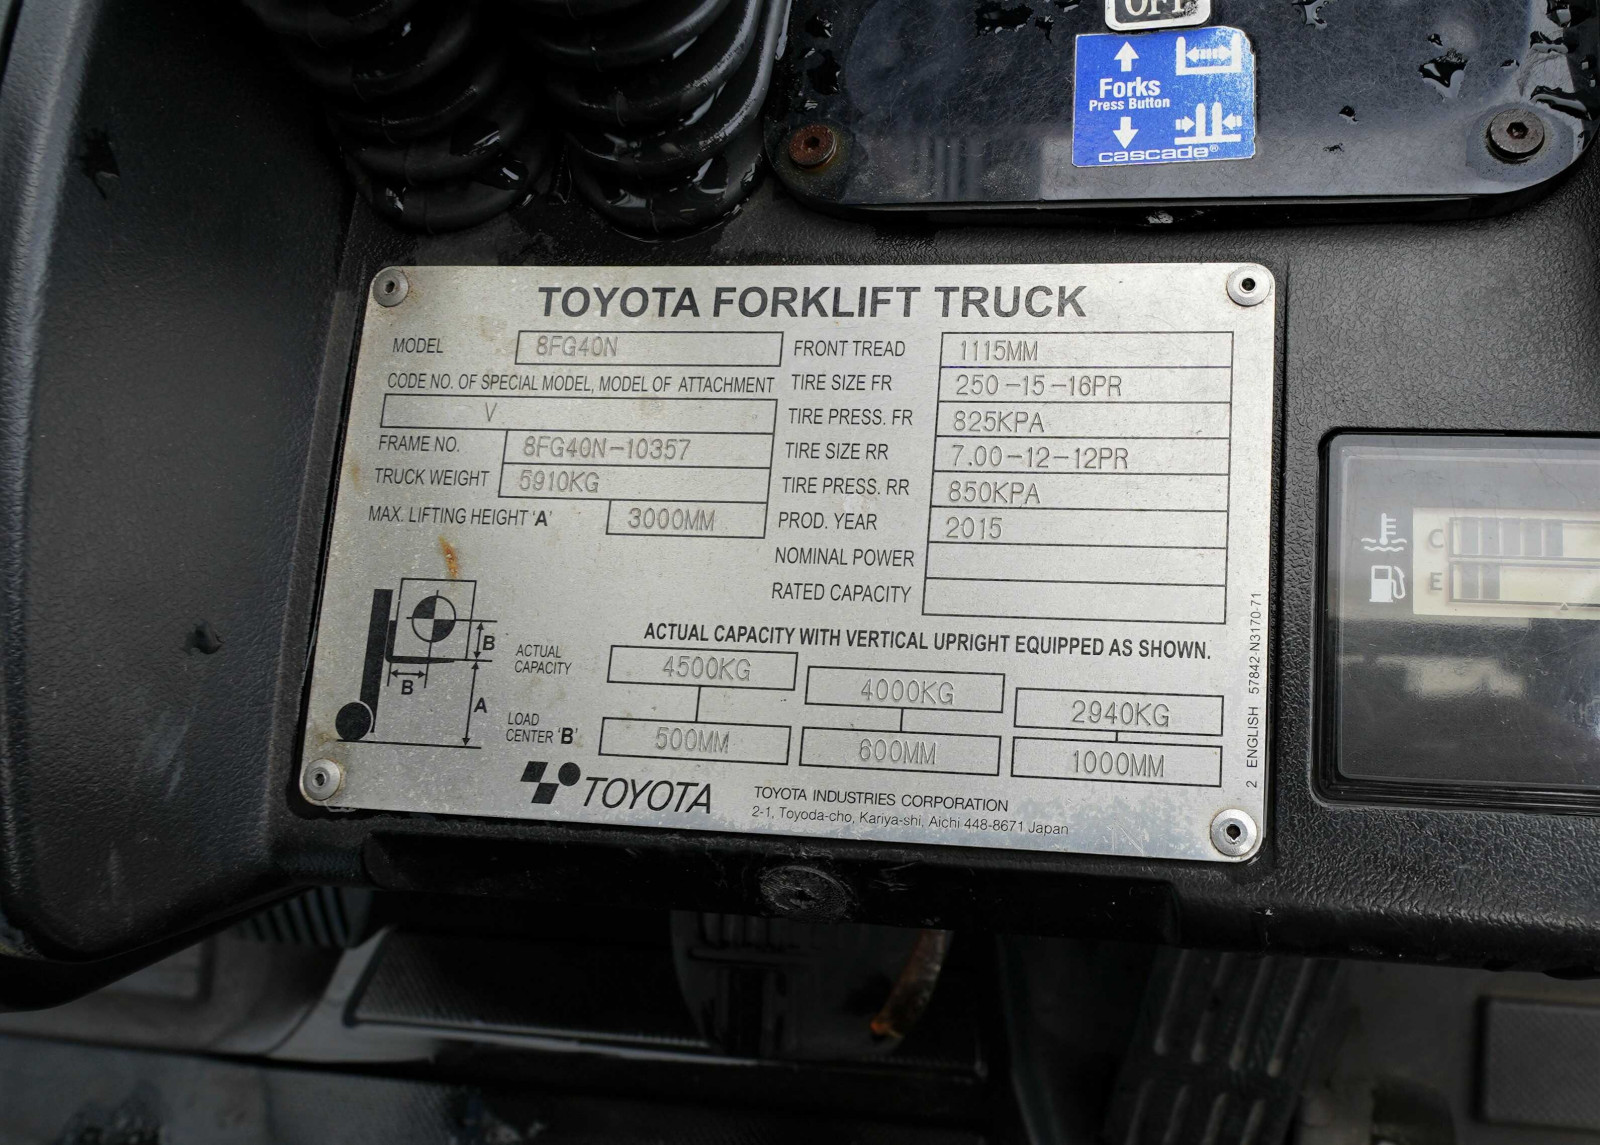 OFF
Forks
Press Button
cascade®
TOYOTA FORKLIFT TRUCK
MODEL 8FG40N
CODE NO. OF SPECIAL MODEL, MODEL OF ATTACHMENT
V
FRAME NO. 8FG40N-10357
TRUCK WEIGHT 5910KG
MAX. LIFTING HEIGHT 'A' 3000MM
FRONT TREAD 1115MM
TIRE SIZE FR 250-15-16PR
TIRE PRESS. FR 825KPA
TIRE SIZE RR 7.00-12-12PR
TIRE PRESS. RR 850KPA
PROD. YEAR 2015
NOMINAL POWER
RATED CAPACITY
ACTUAL CAPACITY WITH VERTICAL UPRIGHT EQUIPPED AS SHOWN.
B
B
A
ACTUAL CAPACITY 4500KG 4000KG 2940KG
LOAD CENTER 'B' 500MM 600MM 1000MM
TOYOTA
TOYOTA INDUSTRIES CORPORATION
2-1, Toyoda-cho, Kariya-shi, Aichi 448-8671 Japan
2 ENGLISH 57842-N3170-71
C
E